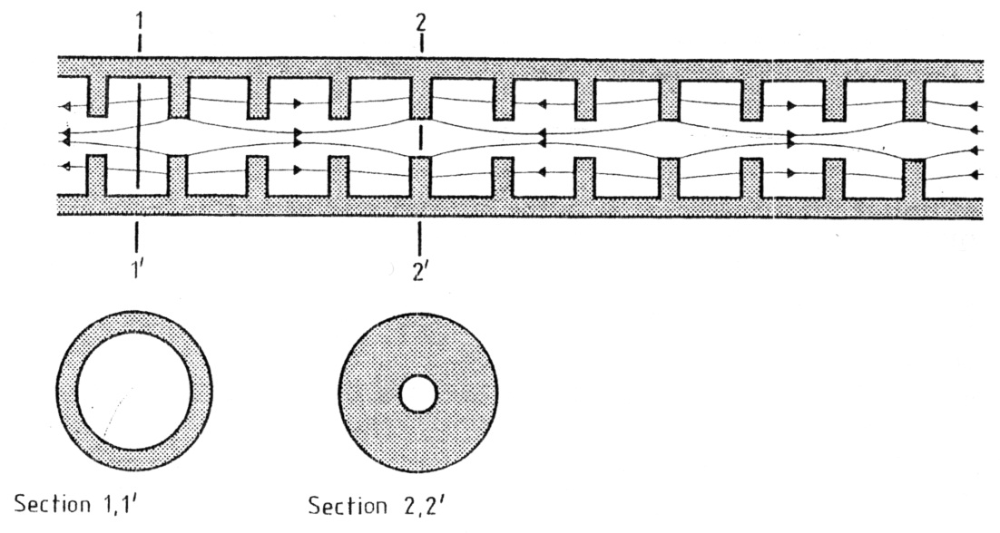 1
2
1'
2'
Section 1,1'
Section 2,2'